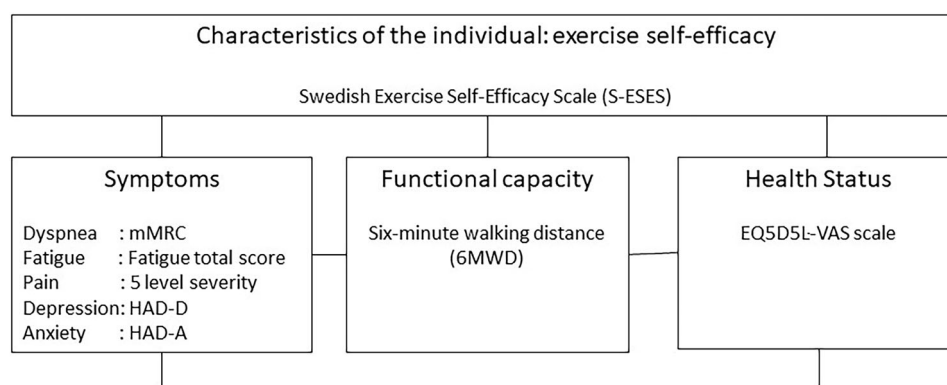 Characteristics of the individual: exercise self-efficacy
Swedish Exercise Self-Efficacy Scale (S-ESES)
Symptoms
Dyspnea : mMRC
Fatigue : Fatigue total score
Pain : 5 level severity
Depression: HAD-D
Anxiety : HAD-A
Functional capacity
Six-minute walking distance
(6MWD)
Health Status
EQ5D5L-VAS scale